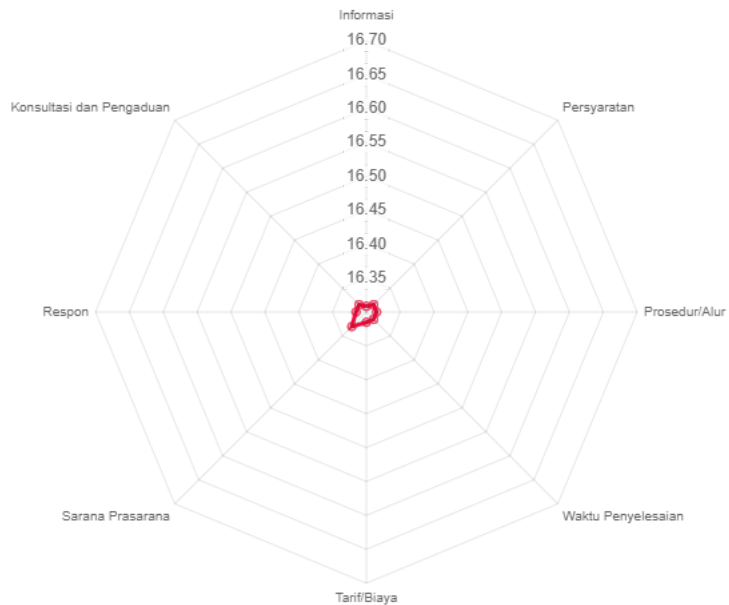 Informasi
16.70
16.65
Konsultasi dan Pengaduan
Persyaratan
16.60
16.55
16.50
16.45
16.40
16.35
Respon
Prosedur/Alur
Sarana Prasarana
Waktu Penyelesaian
Tarif/Biaya